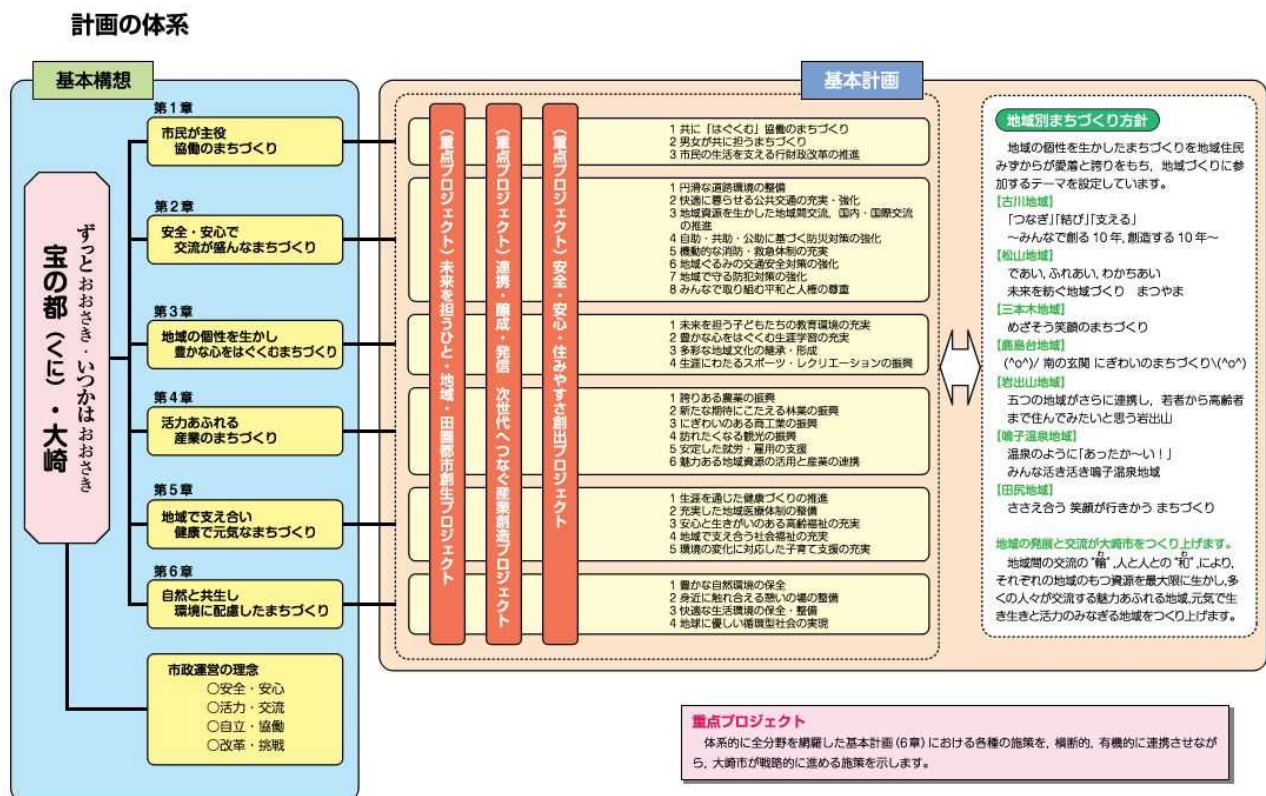 計画の体系
基本構想
ずっとおおさき・いつかは おおさき
宝の都（くに）・大崎
第1章
市民が主役
協働のまちづくり
第2章
安全・安心で
交流が盛んなまちづくり
第3章
地域の個性を生かし
豊かな心をはぐくむまちづくり
第4章
活力あふれる
産業のまちづくり
第5章
地域で支え合い
健康で元気なまちづくり
第6章
自然と共生し
環境に配慮したまちづくり
市政運営の理念
○安全・安心
○活力・交流
○自立・協働
○改革・挑戦
基本計画
（重点プロジェクト）未来を担うひと・地域・田園都市創生プロジェクト
（重点プロジェクト）連携・醸成・発信 次世代へつなぐ産業創造プロジェクト
（重点プロジェクト）安全・安心・住みやすさ創出プロジェクト
1 共に「はぐくむ」協働のまちづくり
2 男女が共に担うまちづくり
3 市民の生活を支える行財政改革の推進
1 円滑な道路環境の整備
2 快適に暮らせる公共交通の充実・強化
3 地域資源を生かした地域間交流，国内・国際交流
の推進
4 自助・共助・公助に基づく防災対策の強化
5 機動的な消防・救急体制の充実
6 地域ぐるみの交通安全対策の強化
7 地域で守る防犯対策の強化
8 みんなで取り組む平和と人権の尊重
1 未来を担う子どもたちの教育環境の充実
2 豊かな心をはぐくむ生涯学習の充実
3 多彩な地域文化の継承・形成
4 生涯にわたるスポーツ・レクリエーションの振興
1 誇りある農業の振興
2 新たな期待にこたえる林業の振興
3 にぎわいのある商工業の振興
4 訪れたくなる観光の振興
5 安定した就労・雇用の支援
6 魅力ある地域資源の活用と産業の連携
1 生涯を通じた健康づくりの推進
2 充実した地域医療体制の整備
3 安心と生きがいのある高齢福祉の充実
4 地域で支え合う社会福祉の充実
5 環境の変化に対応した子育て支援の充実
1 豊かな自然環境の保全
2 身近に触れ合える憩いの場の整備
3 快適な生活環境の保全・整備
4 地球に優しい循環型社会の実現
地域別まちづくり方針
地域の個性を生かしたまちづくりを地域住民
みずからが愛着と誇りをもち，地域づくりに参
加するテーマを設定しています。
【古川地域】
「つなぎ」「結び」「支える」
～みんなで創る10年，創造する10年～
【松山地域】
であい，ふれあい，わかちあい
未来を紡ぐ地域づくり まつやま
【三本木地域】
めざそう笑顔のまちづくり
【鹿島台地域】
(^o^)/ 南の玄関 にぎわいのまちづくり\(^o^)
【岩出山地域】
五つの地域がさらに連携し，若者から高齢者
まで住んでみたいと思う岩出山
【鳴子温泉地域】
温泉のように「あったか～い！」
みんな活き活き鳴子温泉地域
【田尻地域】
ささえ合う 笑顔が行きかう まちづくり
地域の発展と交流が大崎市をつくり上げます。
地域間の交流の“輪”，人と人との“和”，により，
それぞれの地域のもつ資源を最大限に生かし，多
くの人々が交流する魅力あふれる地域，元気で生
き生きと活力のみなぎる地域をつくり上げます。
重点プロジェクト
体系的に全分野を網羅した基本計画（6章）における各種の施策を，横断的，有機的に連携させなが
ら，大崎市が戦略的に進める施策を示します。